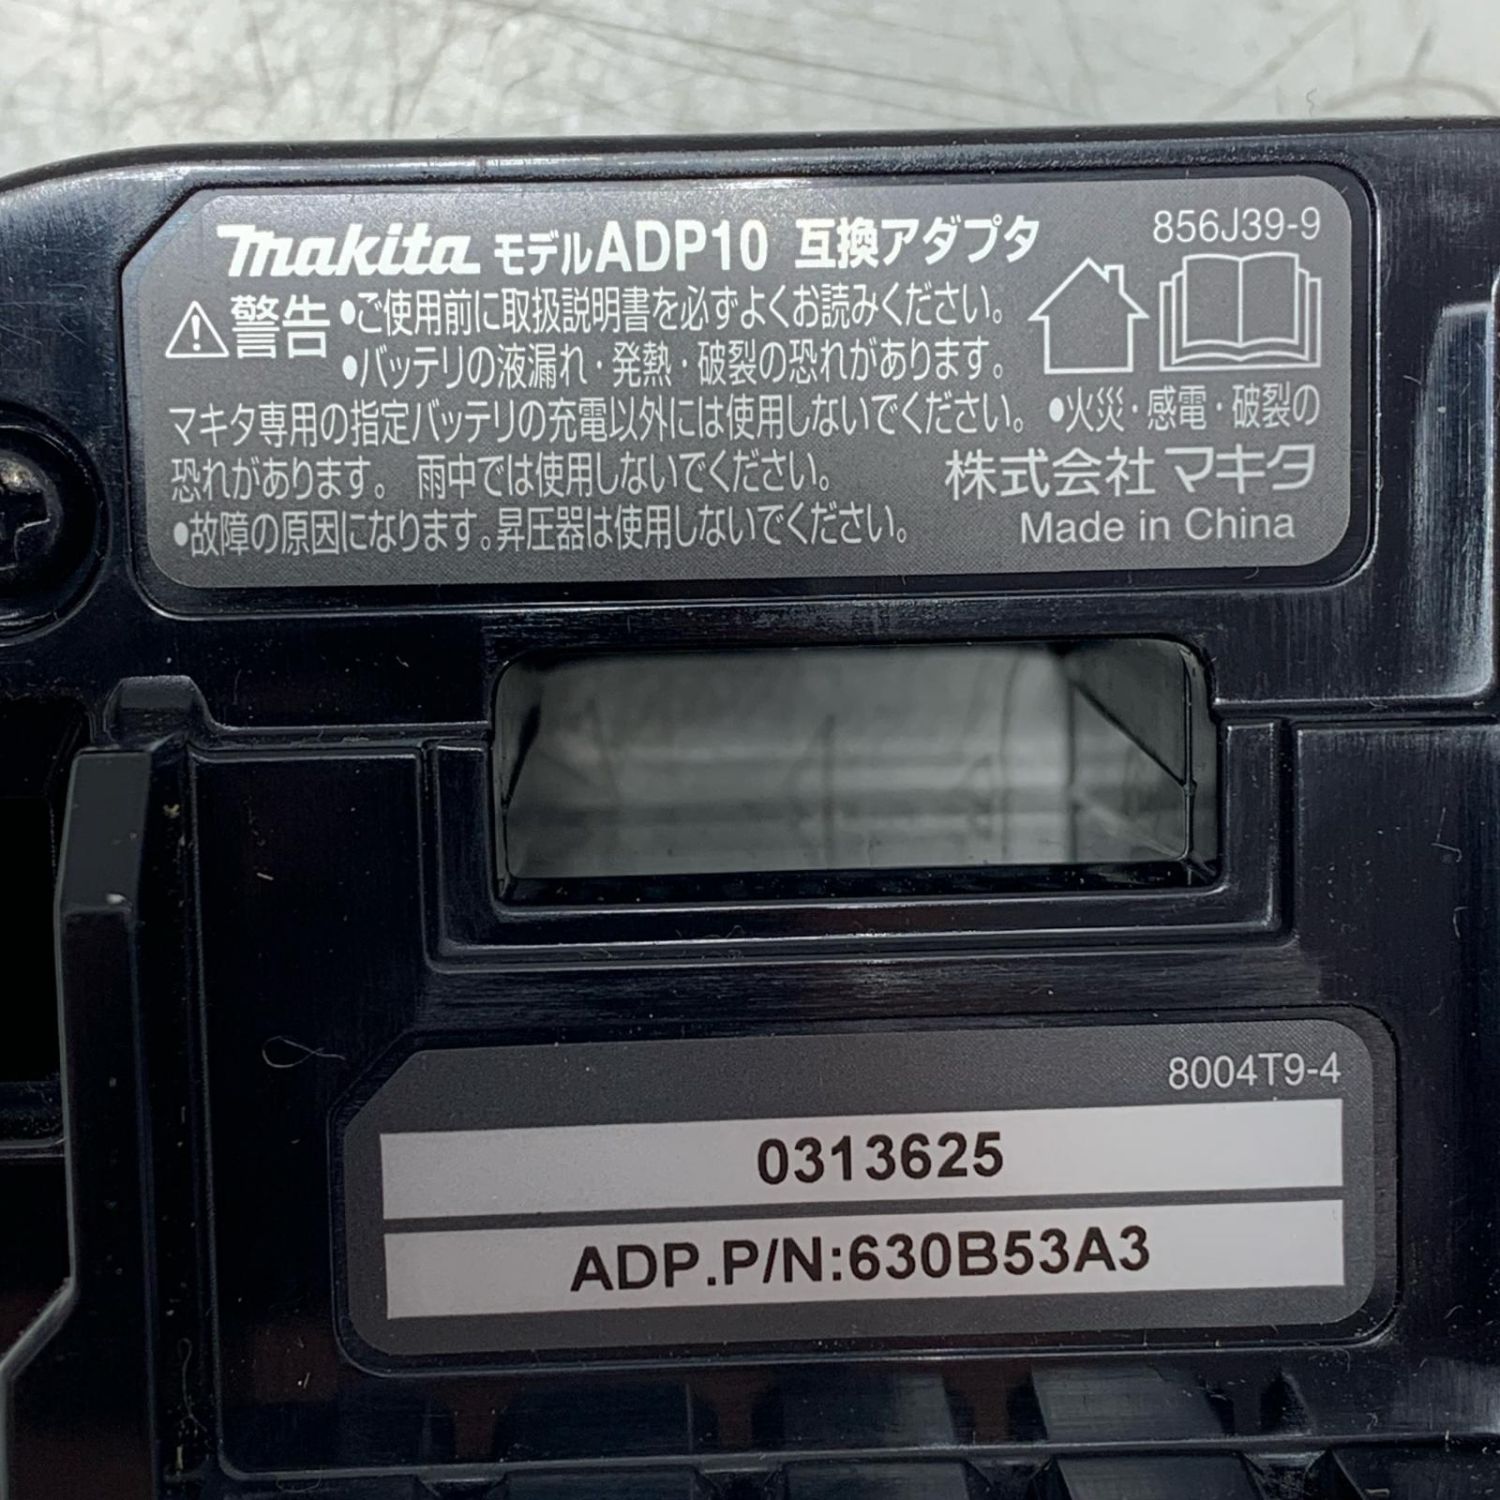 makita モデルADP10 互換アダプタ 856J39-9
警告 •ご使用前に取扱説明書を必ずよくお読みください。
•バッテリの液漏れ・発熱・破裂の恐れがあります。
マキタ専用の指定バッテリの充電以外には使用しないでください。 •火災・感電・破裂の
恐れがあります。 雨中では使用しないでください。
•故障の原因になります。昇圧器は使用しないでください。
株式会社マキタ
Made in China
8004T9-4
0313625
ADP.P/N:630B53A3